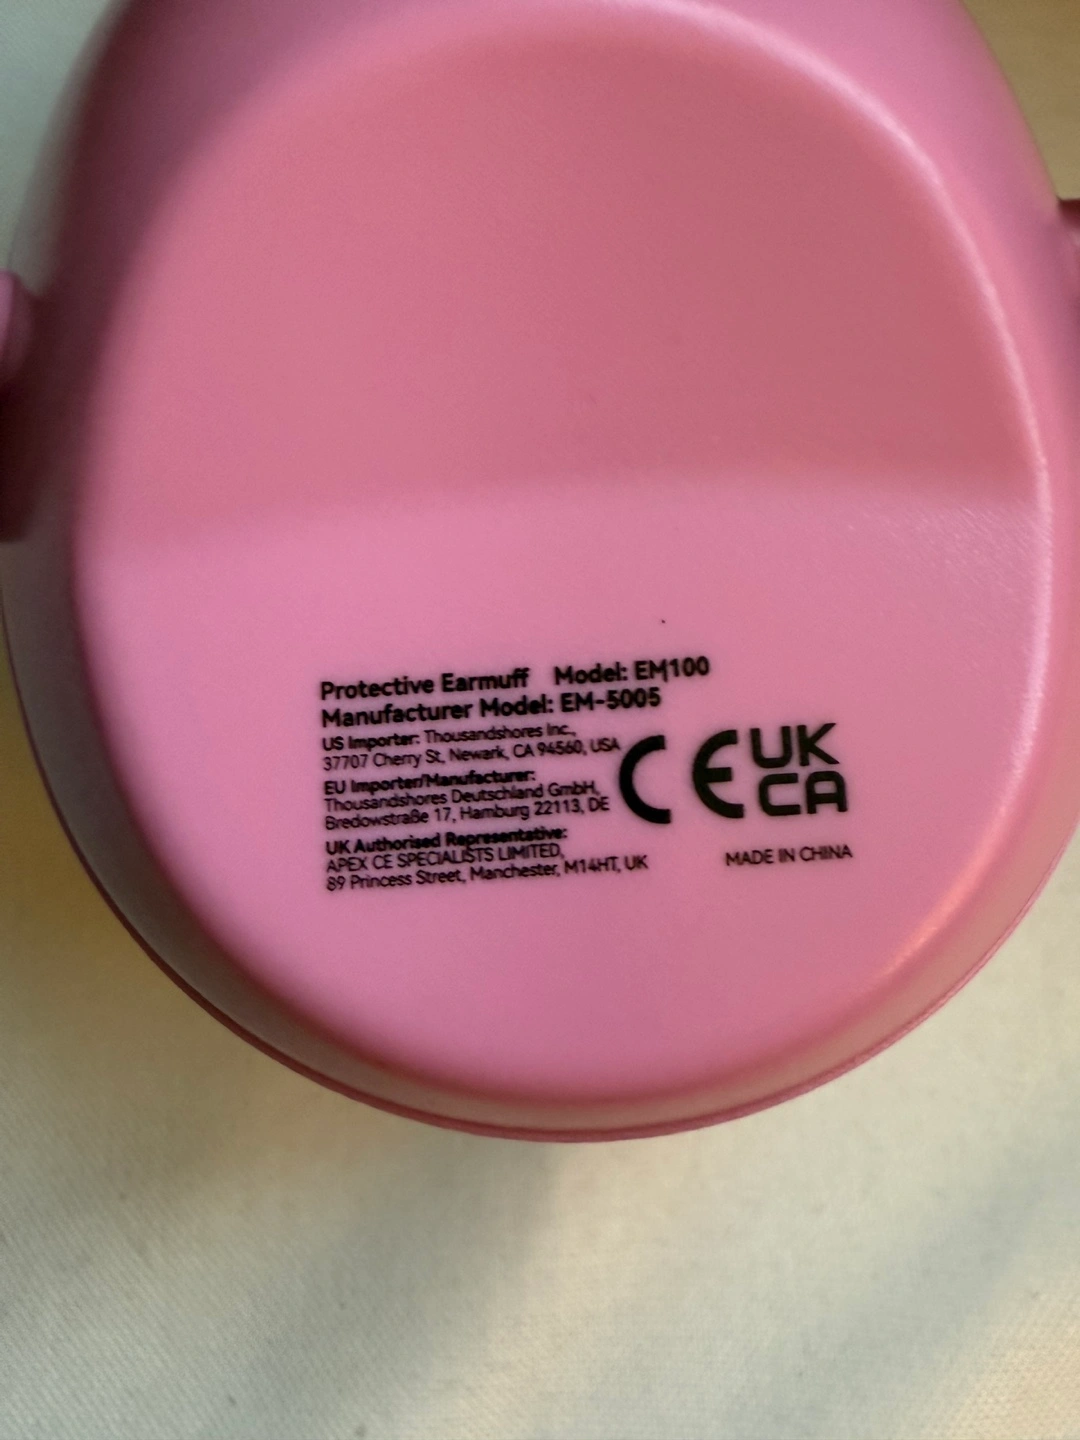 Protective Earmuff Model: EM100
Manufacturer Model: EM-5005
US Importer: Thousandshores Inc.,
37707 Cherry St, Newark, CA 94560, USA
EU Importer/Manufacturer:
Thousandshores Deutschland GmbH,
Bredowstraße 17, Hamburg 22113, DE
UK Authorised Representative:
APEX CE SPECIALISTS LIMITED,
89 Princess Street, Manchester, M14HT, UK
CE
UK
CA
MADE IN CHINA